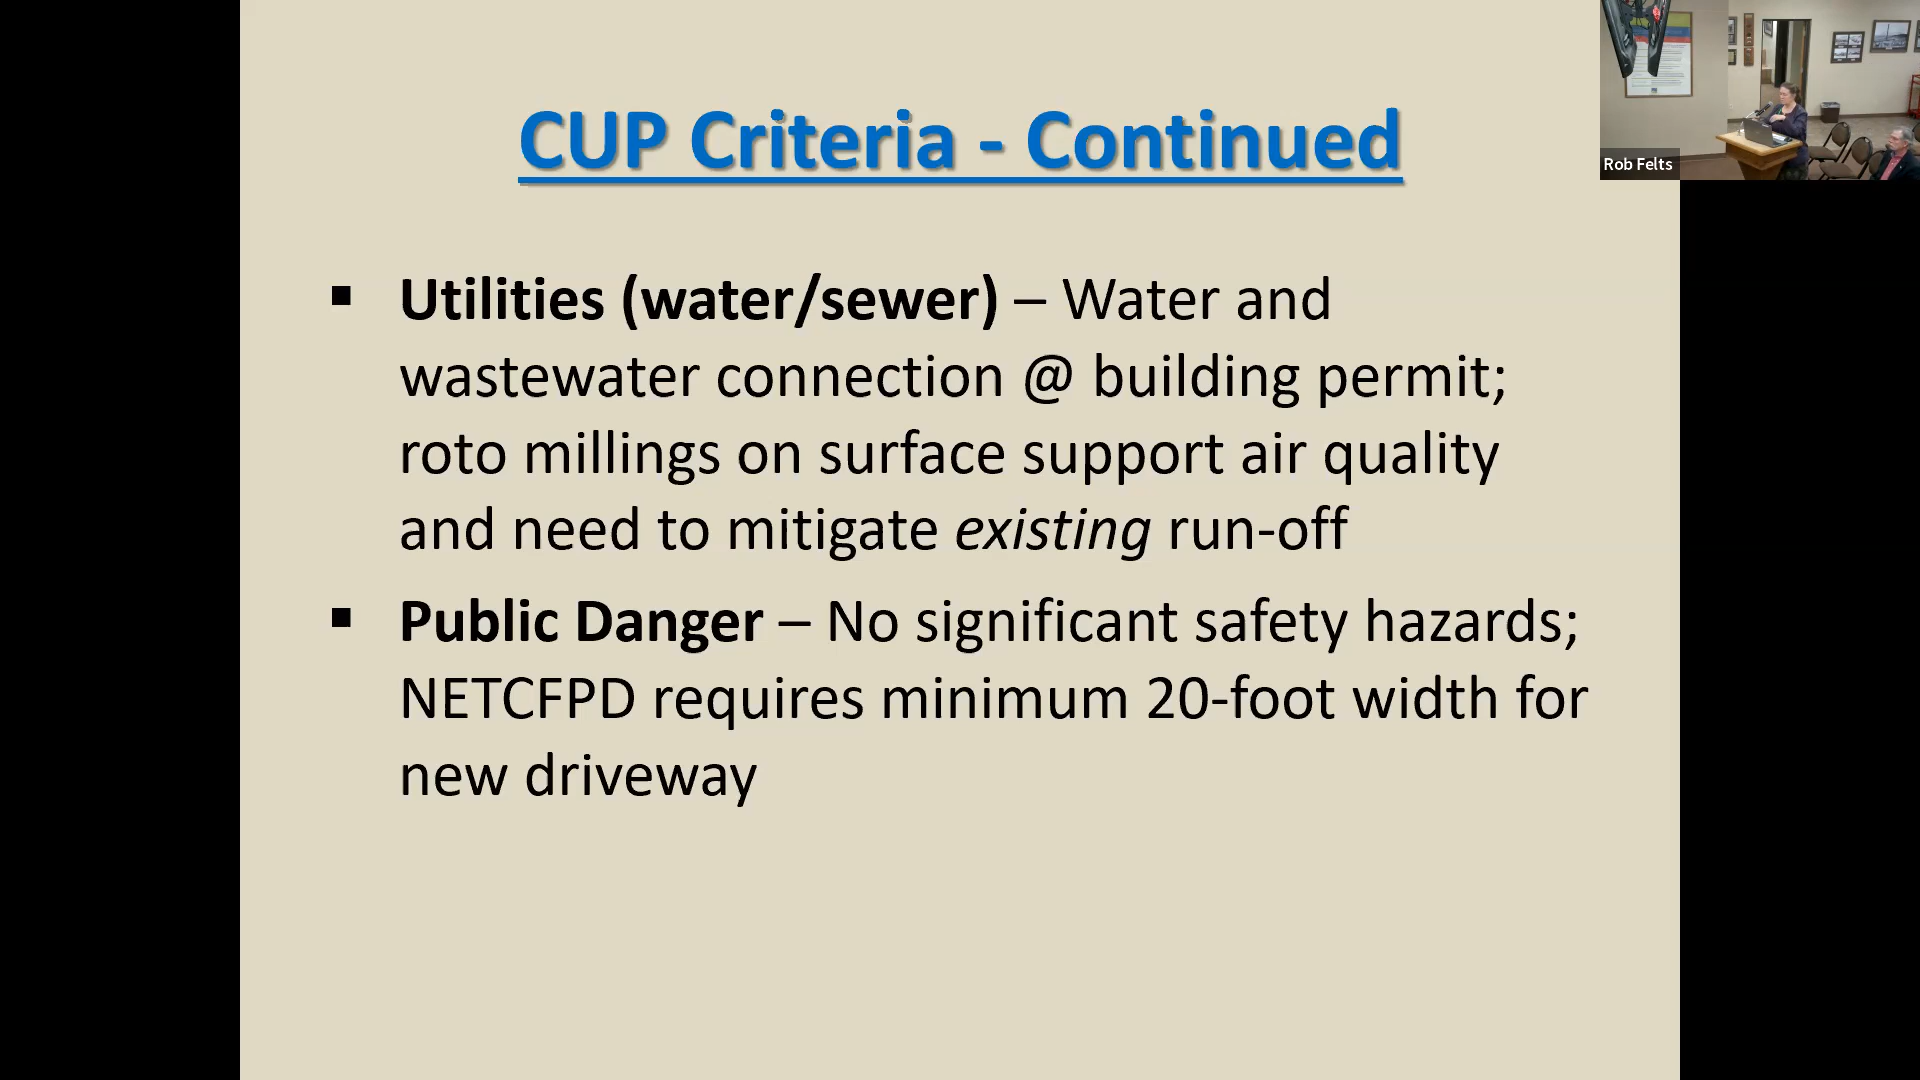 CUP Criteria - Continued
▪ Utilities (water/sewer) – Water and
wastewater connection @ building permit;
roto millings on surface support air quality
and need to mitigate existing run-off
▪ Public Danger – No significant safety hazards;
NETCFPD requires minimum 20-foot width for
new driveway
Rob Felts